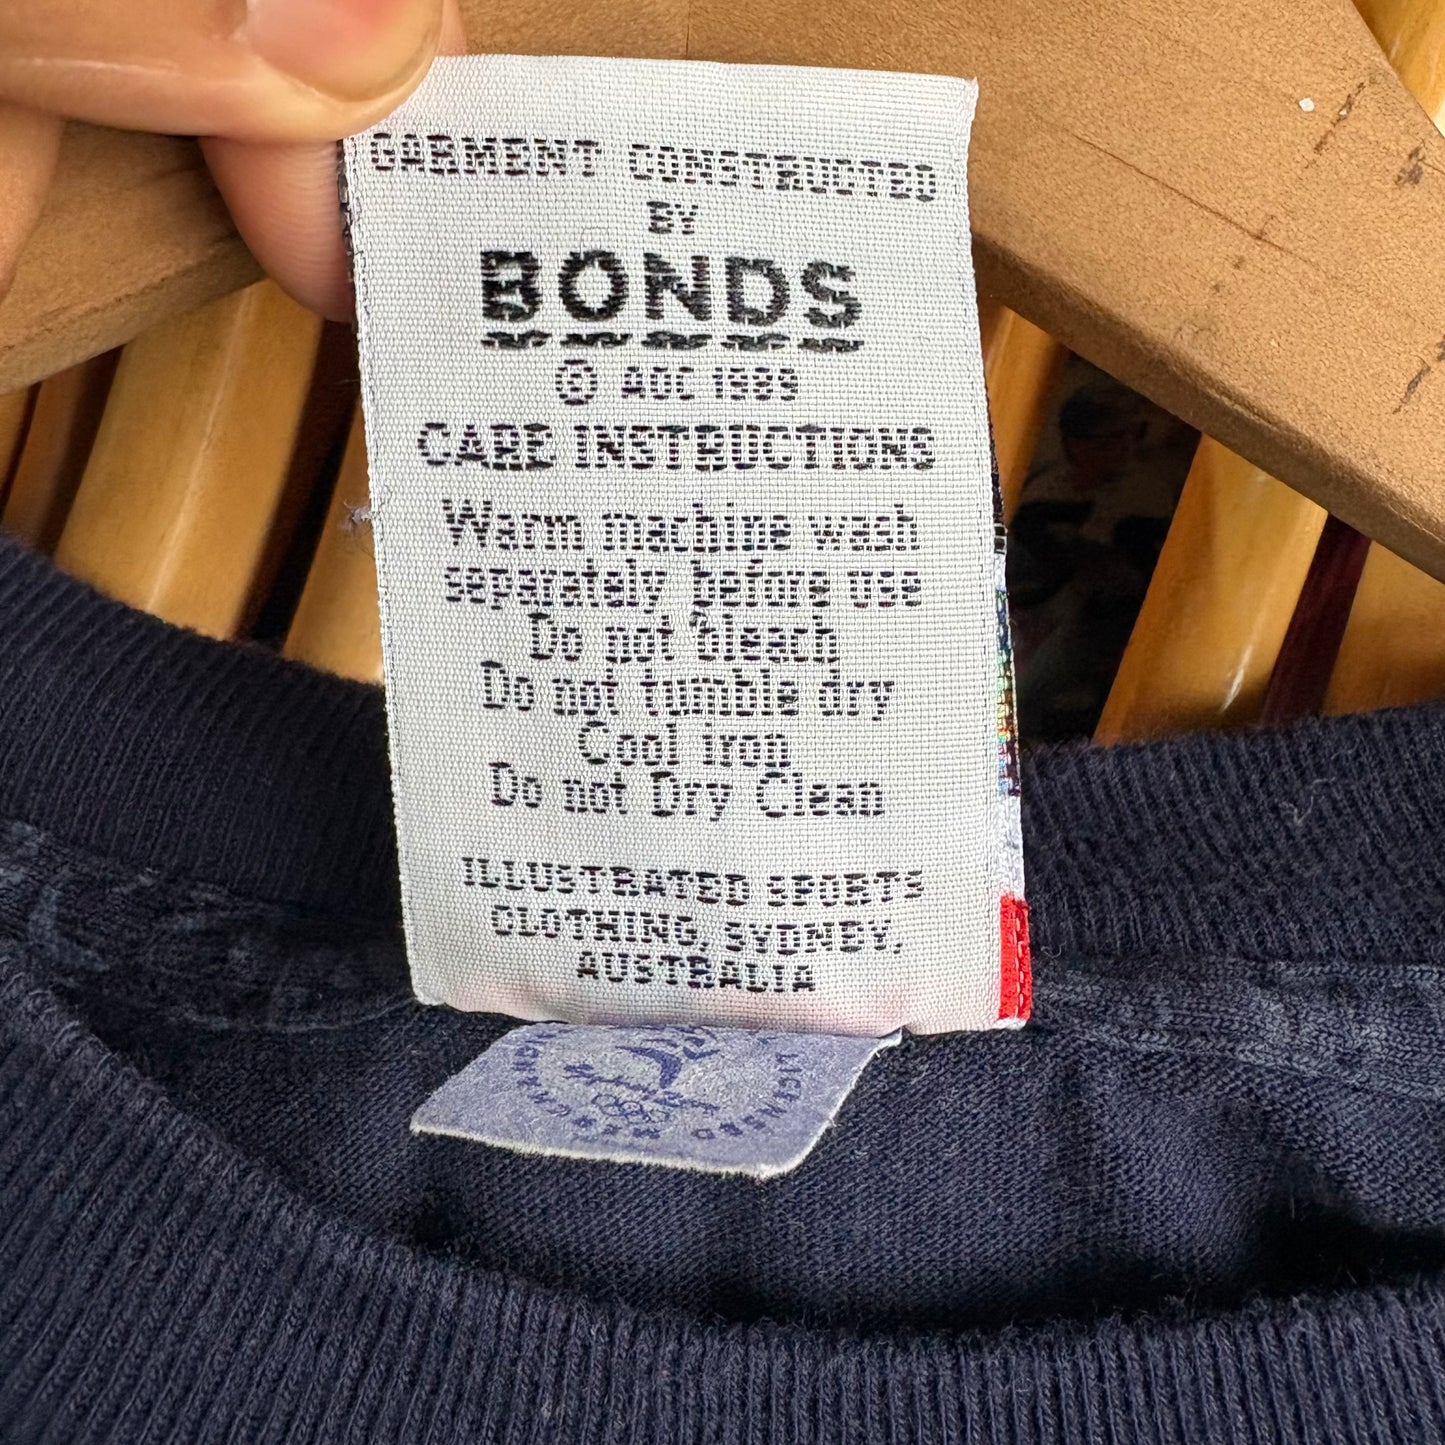 GARMENT CONSTRUCTED
BY
BONDS
© AOC 1989
CARE INSTRUCTIONS
Warm machine wash
separately before use
Do not bleach
Do not tumble dry
Cool iron
Do not Dry Clean
ILLUSTRATED SPORTS
CLOTHING, SYDNEY,
AUSTRALIA